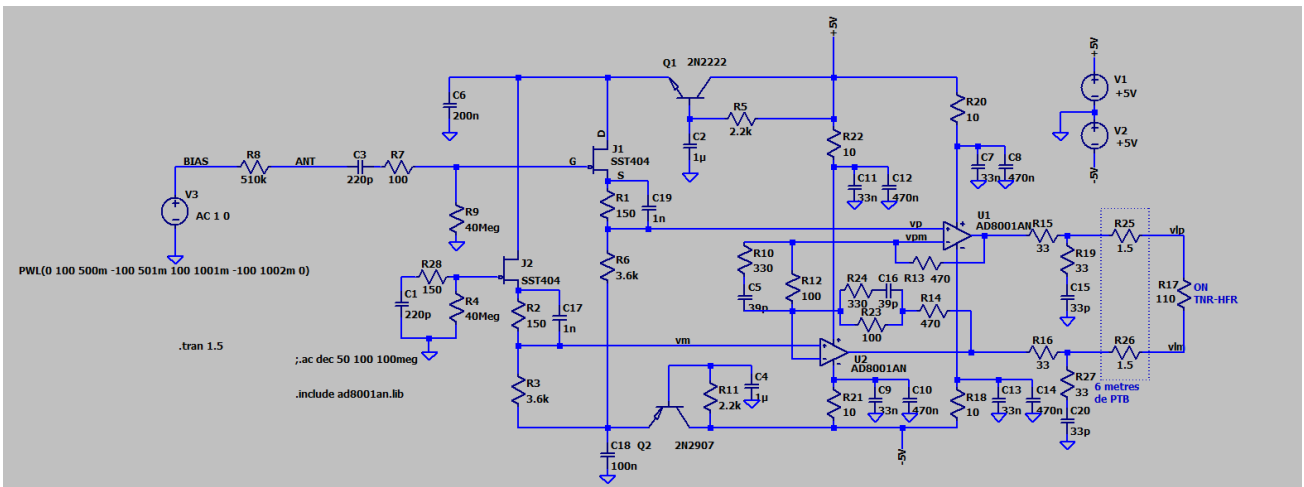 +5V
Q1 2N2222
C6
200n
R5
2.2k
C2
1µ
R20
10
R22
10
+5V
V1
+5V
V2
+5V
-5V
BIAS
R8
510k
ANT
C3
220p
R7
100
G
D
J1
SST404
S
R1
150
C19
1n
C11
33n
C12
470n
C7
33n
C8
470n
V3
AC 1 0
R9
40Meg
vp
vpm
U1
AD8001AN
R15
33
R25
1.5
vlp
PWL(0 100 500m -100 501m 100 1001m -100 1002m 0)
R28
150
J2
SST404
R6
3.6k
R10
330
C5
39p
R12
100
R13 470
R24
330
C16
39p
R14
470
R23
100
R19
33
C15
33p
R17
110
ON
TNR-HFR
C1
220p
R4
40Meg
R2
150
C17
1n
vm
U2
AD8001AN
R16
33
R26
1.5
vlm
.tran 1.5
;.ac dec 50 100 100meg
.include ad8001an.lib
R3
3.6k
R11
2.2k
C4
1µ
R21
10
C9
33n
C10
470n
R18
10
C13
33n
C14
470n
R27
33
C20
33p
6 metres
de PTB
C18
100n
Q2 2N2907
-5V